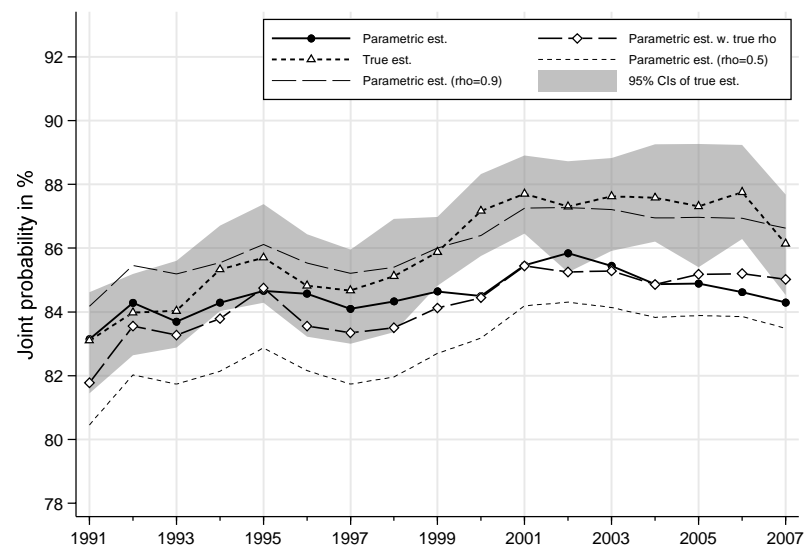 Parametric est.
Parametric est. w. true rho
True est.
Parametric est. (rho=0.5)
Parametric est. (rho=0.9)
95% CIs of true est.
Joint probability in %
92
90
88
86
84
82
80
78
1991 1993 1995 1997 1999 2001 2003 2005 2007